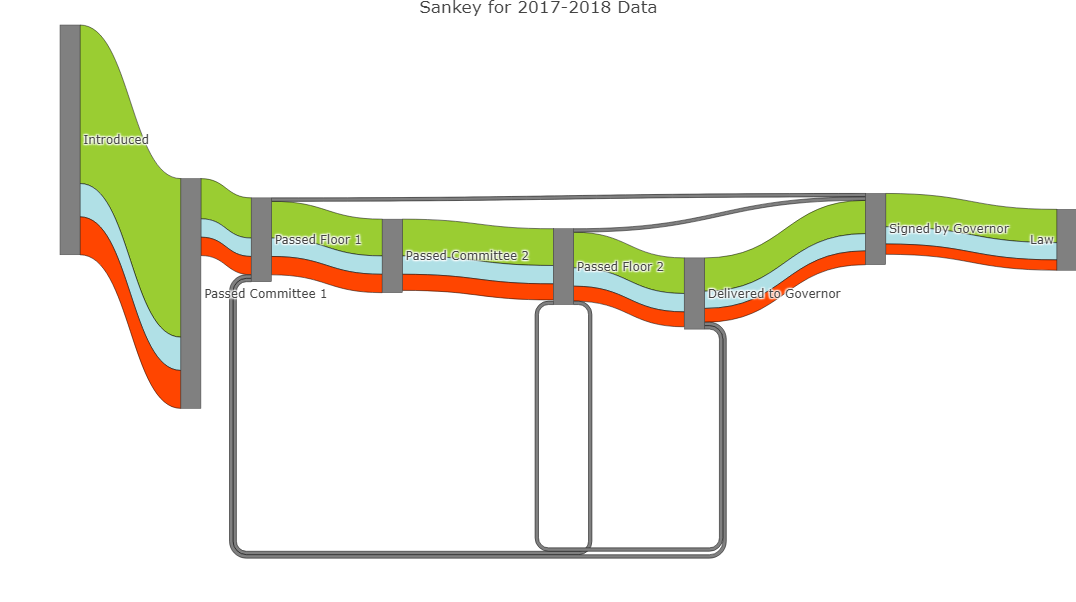 Sankey for 2017-2018 Data
Introduced
Passed Committee 1
Passed Floor 1
Passed Committee 2
Passed Floor 2
Delivered to Governor
Signed by Governor
Law